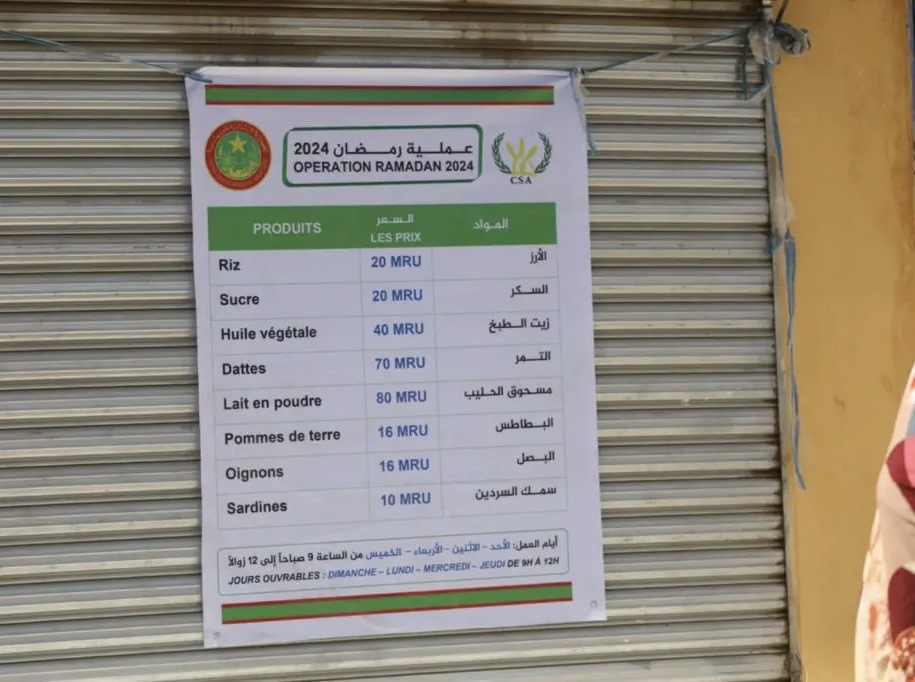 عملية رمضان 2024
OPERATION RAMADAN 2024
CSA
PRODUITS السعر المواد
LES PRIX
Riz 20 MRU الأرز
Sucre 20 MRU السكر
Huile végétale 40 MRU زيت الطبخ
Dattes 70 MRU التمر
Lait en poudre 80 MRU مسحوق الحليب
Pommes de terre 16 MRU البطاطس
Oignons 16 MRU البصل
Sardines 10 MRU سمك السردين
أيام العمل: الأحد – الاثنين – الأربعاء – الخميس من الساعة 9 صباحاً إلى 12 زوالاً
JOURS OUVRABLES : DIMANCHE – LUNDI – MERCREDI – JEUDI DE 9H À 12H